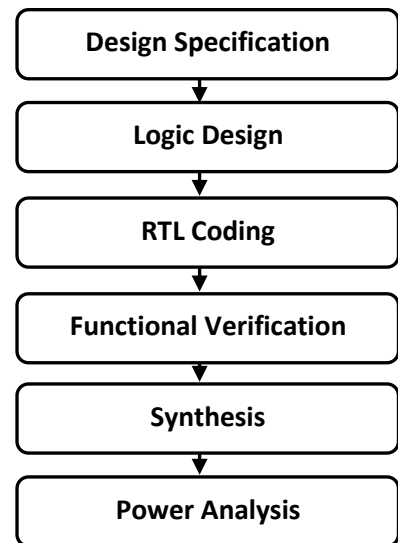 Design Specification
Logic Design
RTL Coding
Functional Verification
Synthesis
Power Analysis